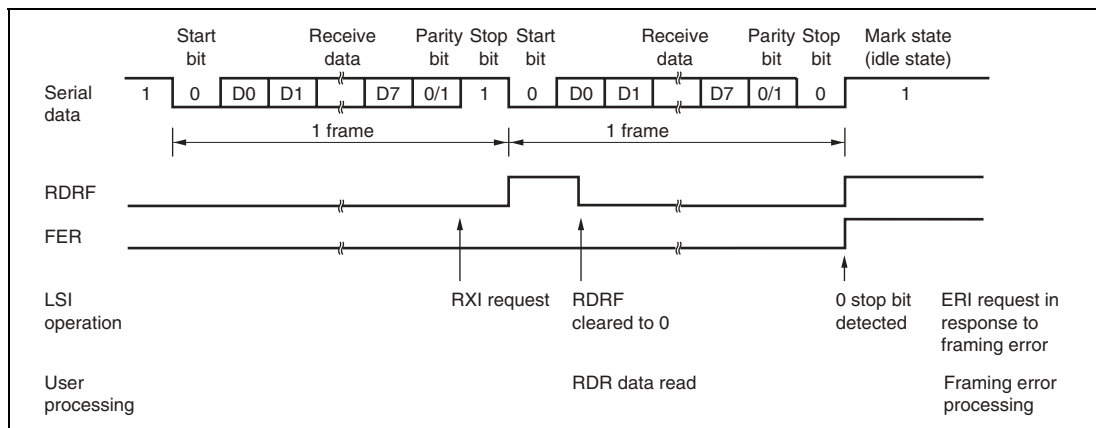 Start bit
Receive data
Parity bit
Stop bit
Start bit
Receive data
Parity bit
Stop bit
Mark state (idle state)
Serial data
1 0 D0 D1 D7 0/1 1 0 D0 D1 D7 0/1 0 1
1 frame
1 frame
RDRF
FER
LSI operation
RXI request
RDRF cleared to 0
0 stop bit detected
ERI request in response to framing error
User processing
RDR data read
Framing error processing